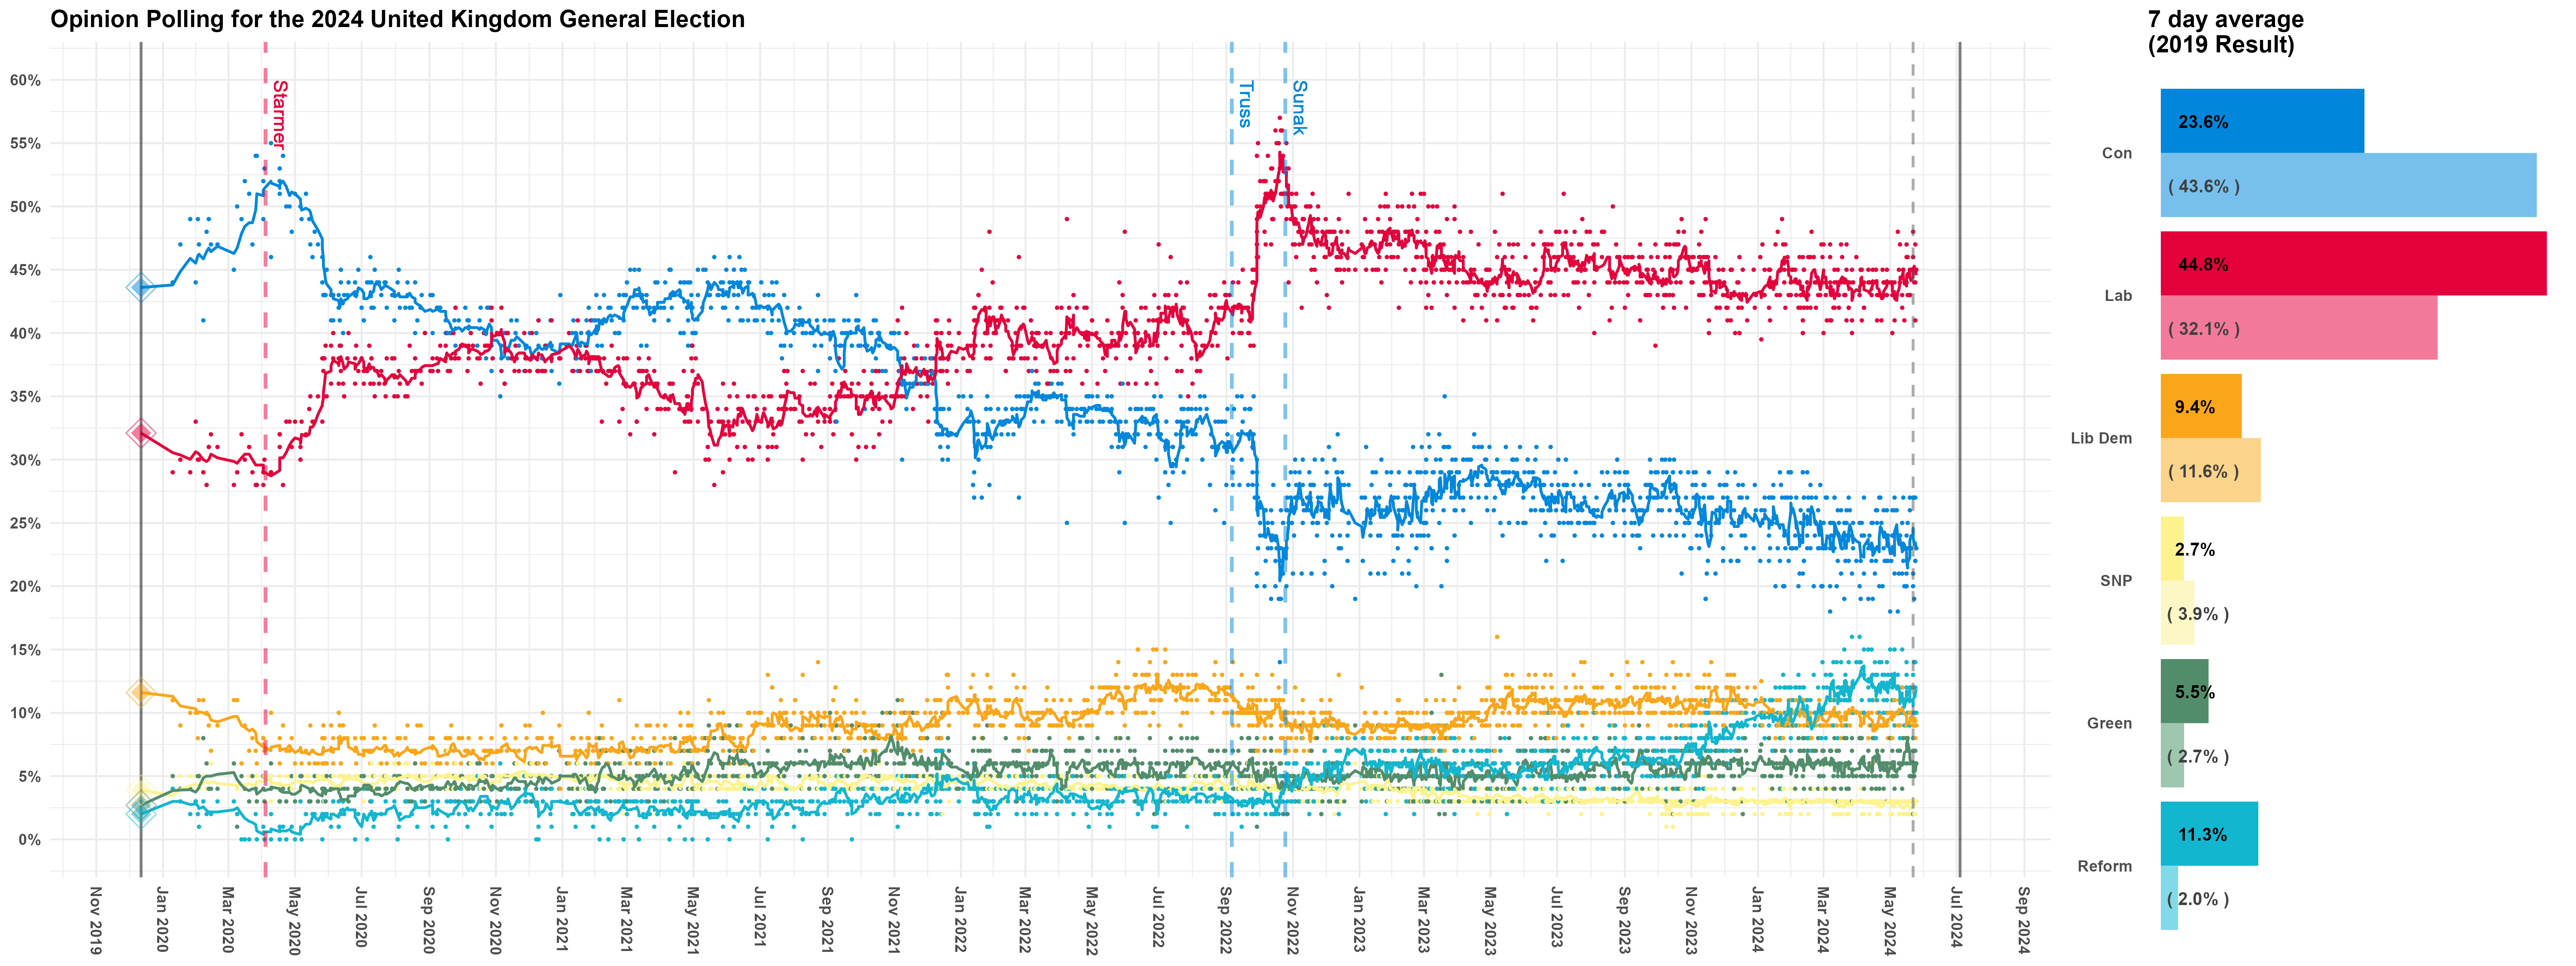 Opinion Polling for the 2024 United Kingdom General Election
7 day average
(2019 Result)
60%
55%
50%
45%
40%
35%
30%
25%
20%
15%
10%
5%
0%
Starmer
Truss
Sunak
Nov 2019
Jan 2020
Mar 2020
May 2020
Jul 2020
Sep 2020
Nov 2020
Jan 2021
Mar 2021
May 2021
Jul 2021
Sep 2021
Nov 2021
Jan 2022
Mar 2022
May 2022
Jul 2022
Sep 2022
Nov 2022
Jan 2023
Mar 2023
May 2023
Jul 2023
Sep 2023
Nov 2023
Jan 2024
Mar 2024
May 2024
Jul 2024
Sep 2024
Con
23.6%
( 43.6% )
Lab
44.8%
( 32.1% )
Lib Dem
9.4%
( 11.6% )
SNP
2.7%
( 3.9% )
Green
5.5%
( 2.7% )
Reform
11.3%
( 2.0% )